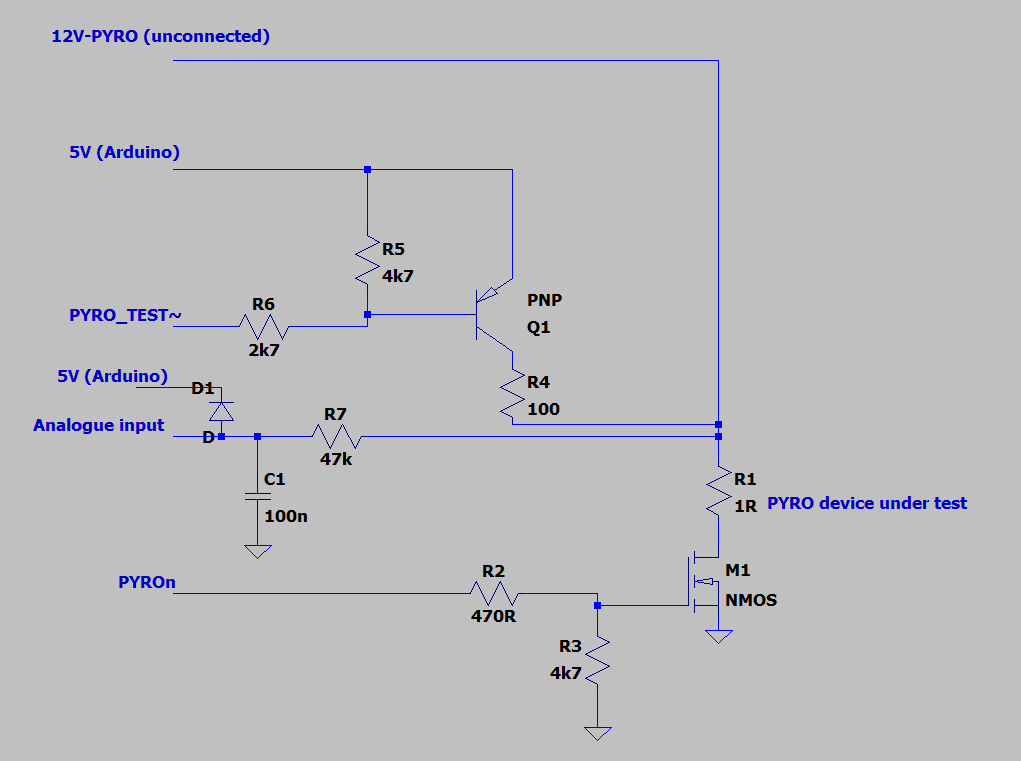 12V-PYRO (unconnected)
5V (Arduino)
R5
4k7
PNP
Q1
R6
PYRO_TEST~
2k7
5V (Arduino)
D1
R4
100
Analogue input
D
R7
47k
C1
100n
R1
1R
PYRO device under test
PYROn
R2
470R
M1
NMOS
R3
4k7